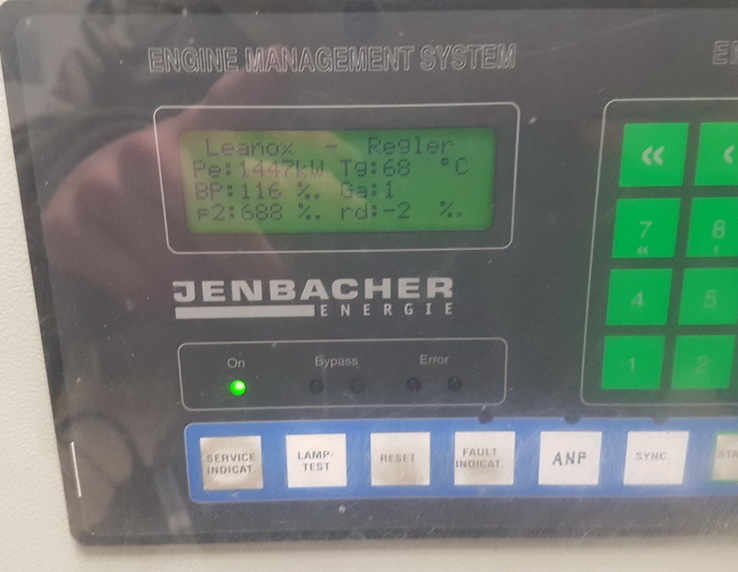 ENGINE MANAGEMENT SYSTEM
Leanox - Regler
Pe:1447kW Tg:68 °C
BP:116 ‰ Ga:1
p2:688 ‰ rd:-2 ‰
«
‹
7
«
8
‹
4
5
1
2
JENBACHER
ENERGIE
On
Bypass
Error
SERVICE
INDICAT.
LAMP-
TEST
RESET
FAULT
INDICAT.
ANF
SYNC.